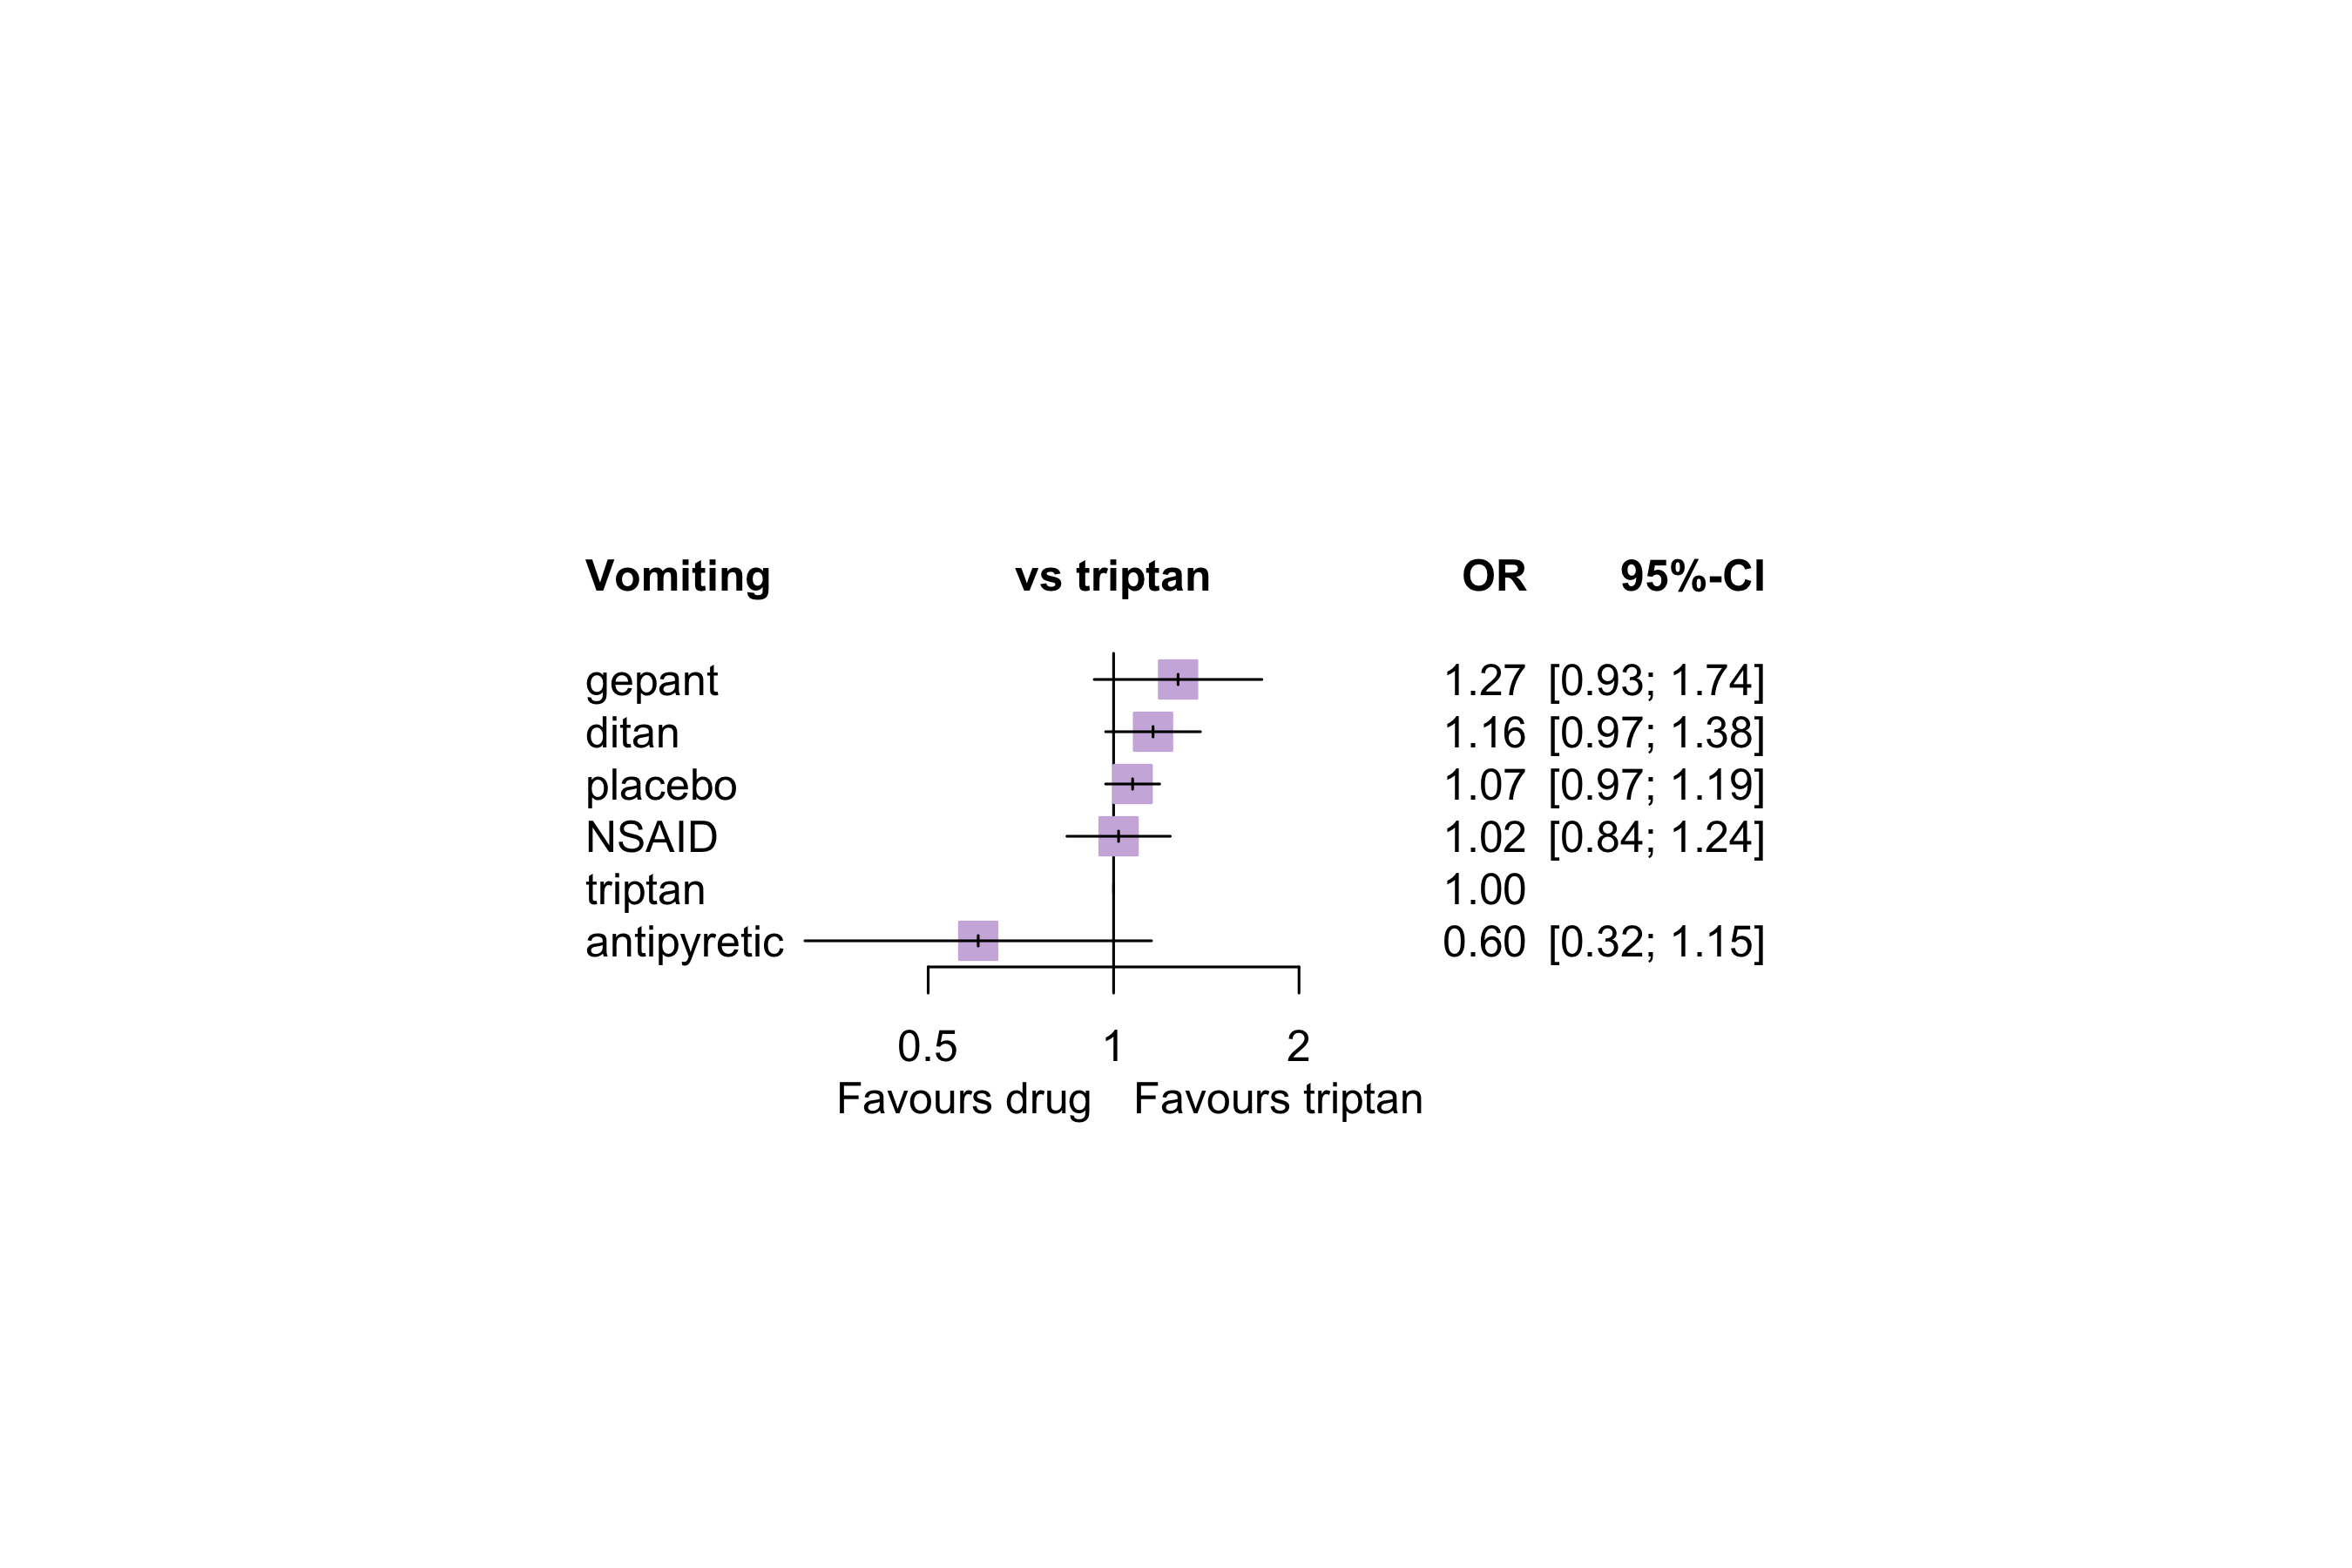 Vomiting vs triptan OR 95%-CI
gepant 1.27 [0.93; 1.74]
ditan 1.16 [0.97; 1.38]
placebo 1.07 [0.97; 1.19]
NSAID 1.02 [0.84; 1.24]
triptan 1.00
antipyretic 0.60 [0.32; 1.15]
0.5 1 2
Favours drug Favours triptan